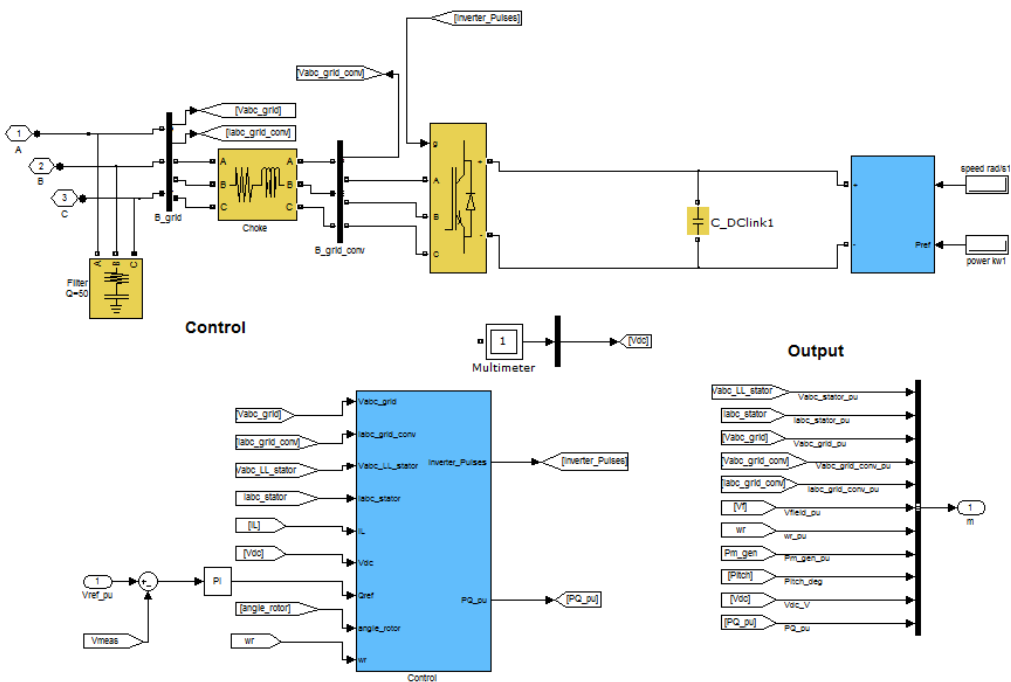 [Inverter_Pulses]
[Vabc_grid_conv]
[Vabc_grid]
[Iabc_grid_conv]
1
A
2
B
3
C
B_grid
A
B
C
A
B
C
Choke
B_grid_conv
g
A
B
C
+
-
C_DClink1
+
-
Pref
speed rad/s1
power kw1
A
B
C
Filter
Q=50
Control
1
Multimeter
[Vdc]
Output
[Vabc_grid]
[Iabc_grid_conv]
Vabc_LL_stator
Iabc_stator
[IL]
[Vdc]
1
Vref_pu
+
-
PI
Vmeas
[angle_rotor]
wr
Vabc_grid
Iabc_grid_conv
Vabc_LL_stator
Iabc_stator
IL
Vdc
Qref
angle_rotor
wr
Inverter_Pulses
PQ_pu
Control
[Inverter_Pulses]
[PQ_pu]
Vabc_LL_stator
Vabc_stator_pu
Iabc_stator
Iabc_stator_pu
[Vabc_grid]
Vabc_grid_pu
[Vabc_grid_conv]
Vabc_grid_conv_pu
[Iabc_grid_conv]
Iabc_grid_conv_pu
[Vf]
Vfield_pu
wr
wr_pu
Pm_gen
Pm_gen_pu
[Pitch]
Pitch_deg
[Vdc]
Vdc_V
[PQ_pu]
PQ_pu
1
m